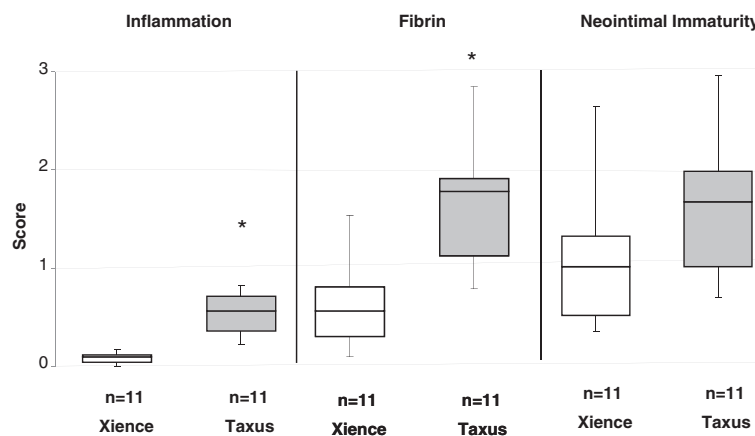 Inflammation
Fibrin
Neointimal Immaturity
*
*
3
2
1
0
Score
n=11
n=11
n=11
n=11
n=11
n=11
Xience
Taxus
Xience
Taxus
Xience
Taxus